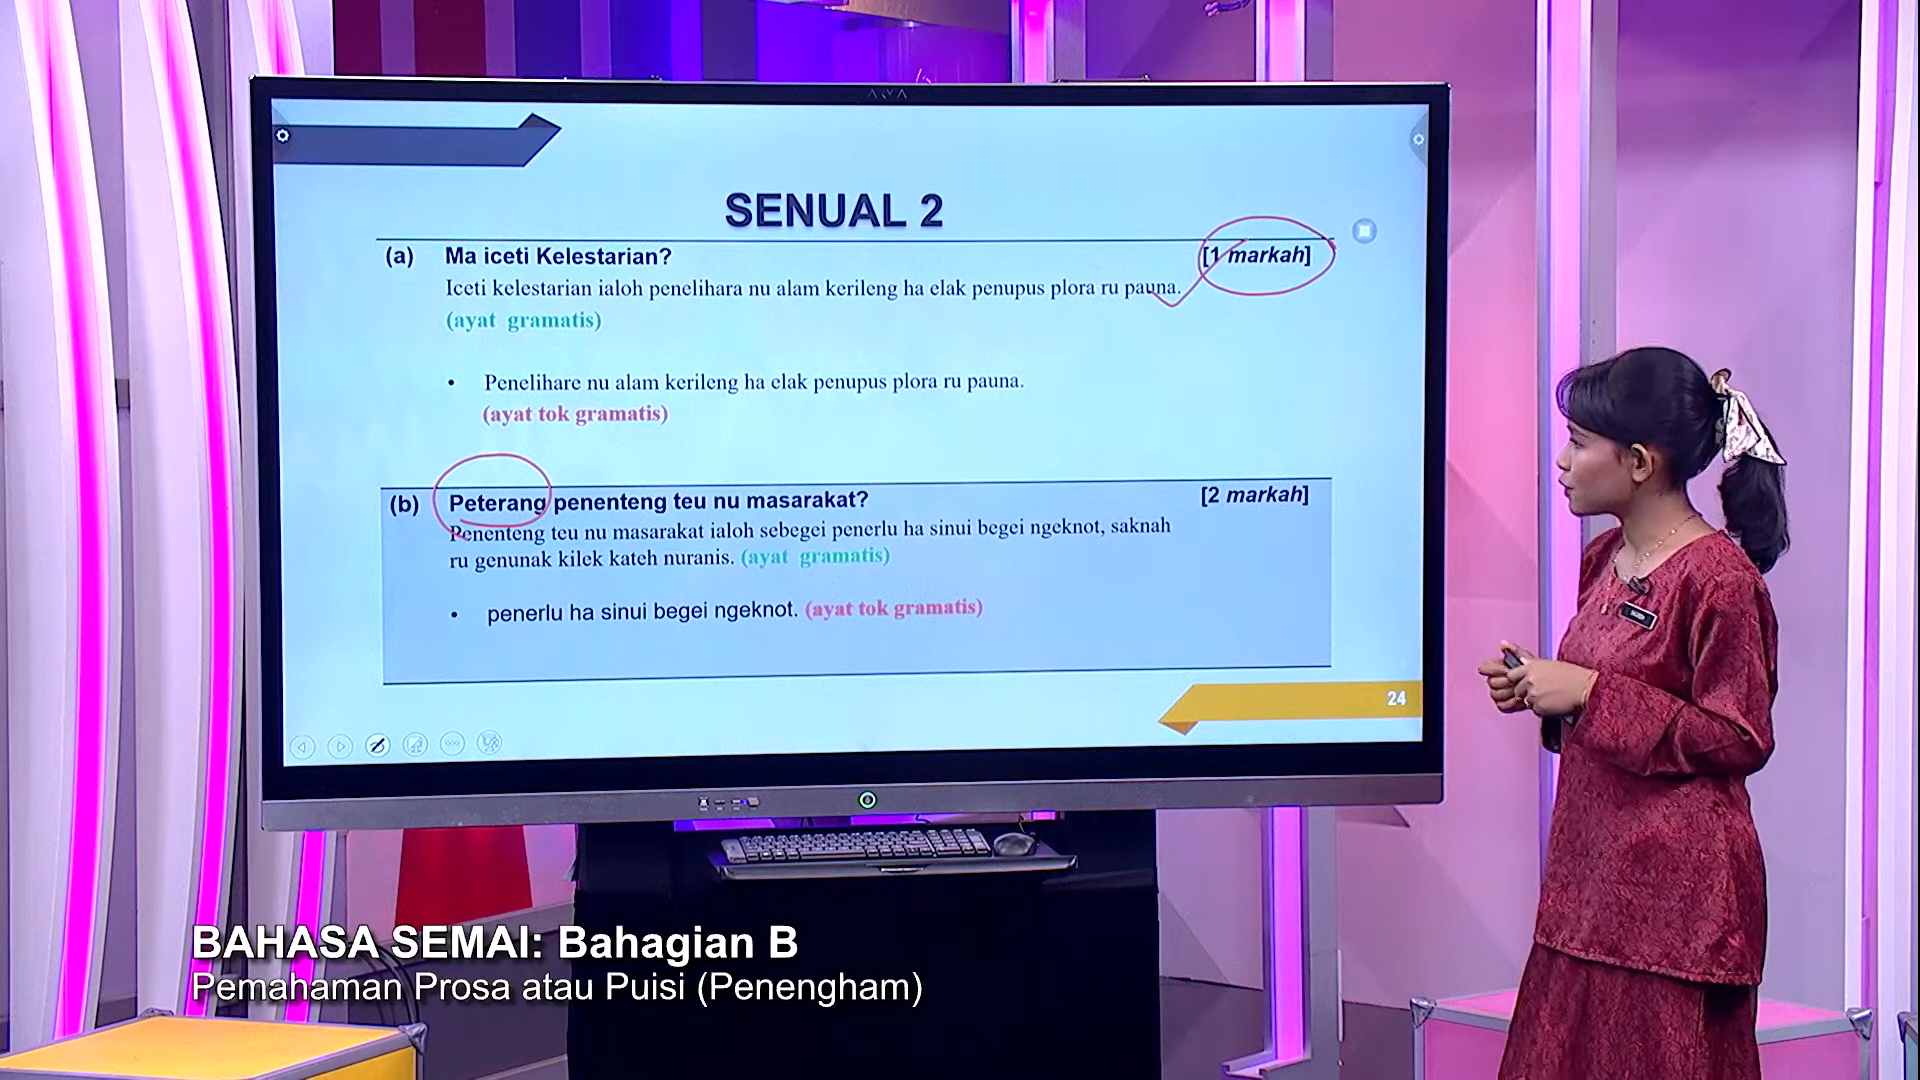 SENUAL 2
(a) Ma iceti Kelestarian? [1 markah]
Iceti kelestarian ialoh penelihara nu alam kerileng ha elak penupus plora ru pauna.
(ayat gramatis)
• Penelihare nu alam kerileng ha elak penupus plora ru pauna.
(ayat tok gramatis)
(b) Peterang penenteng teu nu masarakat? [2 markah]
Penenteng teu nu masarakat ialoh sebegei penerlu ha sinui begei ngeknot, saknah
ru genunak kilek kateh nuranis. (ayat gramatis)
• penerlu ha sinui begei ngeknot. (ayat tok gramatis)
24
BAHASA SEMAI: Bahagian B
Pemahaman Prosa atau Puisi (Penengham)